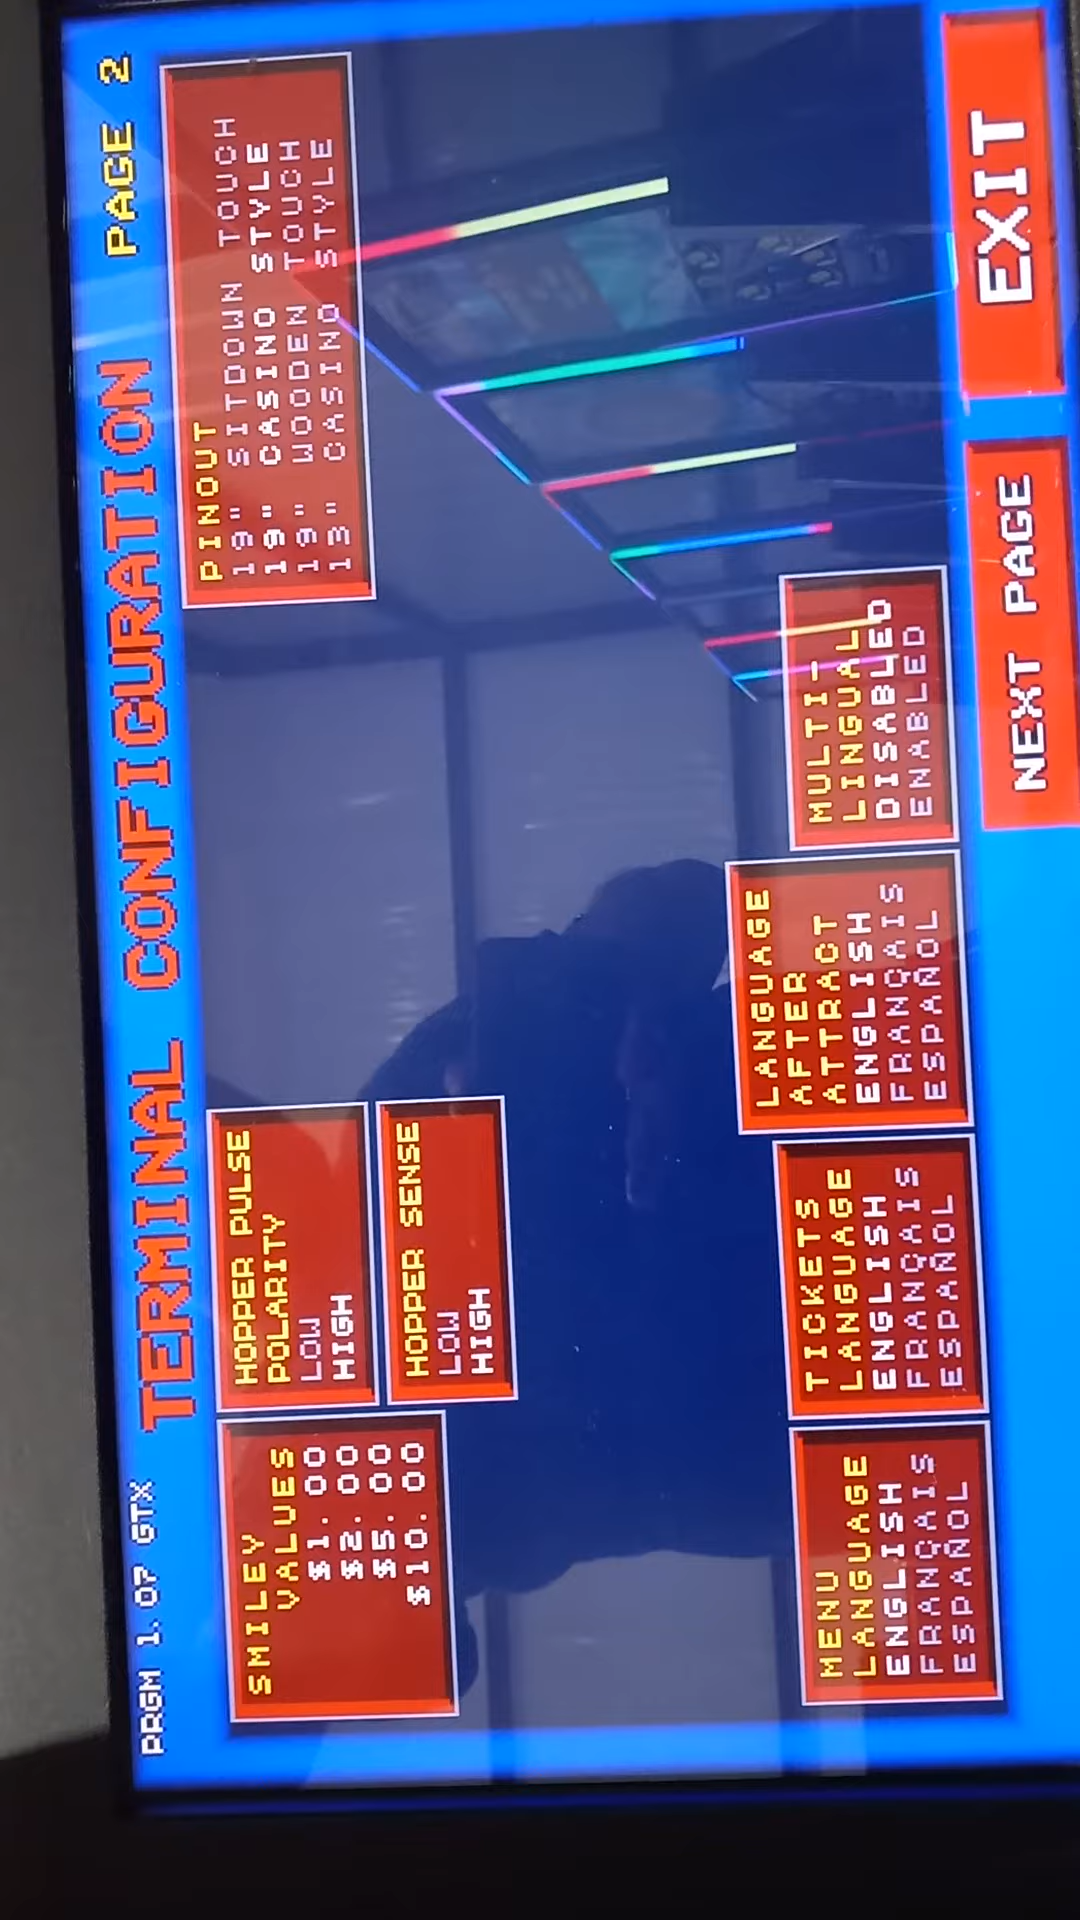 PRGM 1.07 GTX
TERMINAL CONFIGURATION
PAGE 2
SMILEY
VALUES
$1.00
$2.00
$5.00
$10.00
HOPPER PULSE
POLARITY
LOW
HIGH
HOPPER SENSE
LOW
HIGH
PINOUT
19" SITDOWN TOUCH
19" CASINO STYLE
19" WOODEN TOUCH
13" CASINO STYLE
MENU
LANGUAGE
ENGLISH
FRANÇAIS
ESPAÑOL
TICKETS
LANGUAGE
ENGLISH
FRANÇAIS
ESPAÑOL
LANGUAGE
AFTER
ATTRACT
ENGLISH
FRANÇAIS
ESPAÑOL
MULTI-
LINGUAL
DISABLED
ENABLED
NEXT PAGE
EXIT